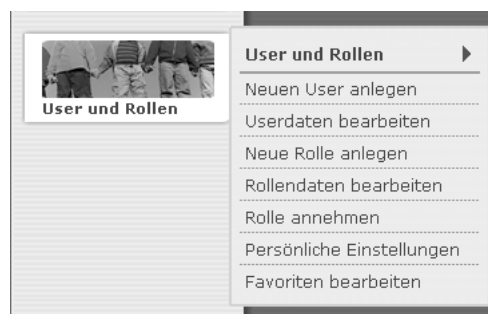 User und Rollen
User und Rollen
Neuen User anlegen
Userdaten bearbeiten
Neue Rolle anlegen
Rollendaten bearbeiten
Rolle annehmen
Persönliche Einstellungen
Favoriten bearbeiten